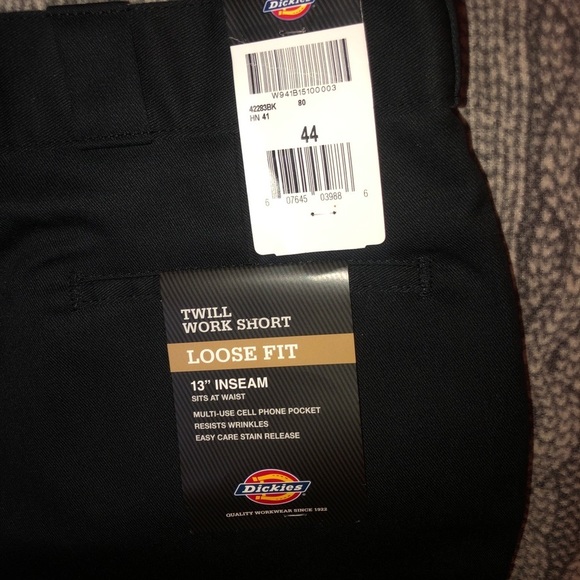 Dickies
W941B15100003
42283BK 80
HN 41
44
6 07645 03988 6
TWILL
WORK SHORT
LOOSE FIT
13” INSEAM
SITS AT WAIST
MULTI-USE CELL PHONE POCKET
RESISTS WRINKLES
EASY CARE STAIN RELEASE
Dickies
QUALITY WORKWEAR SINCE 1922